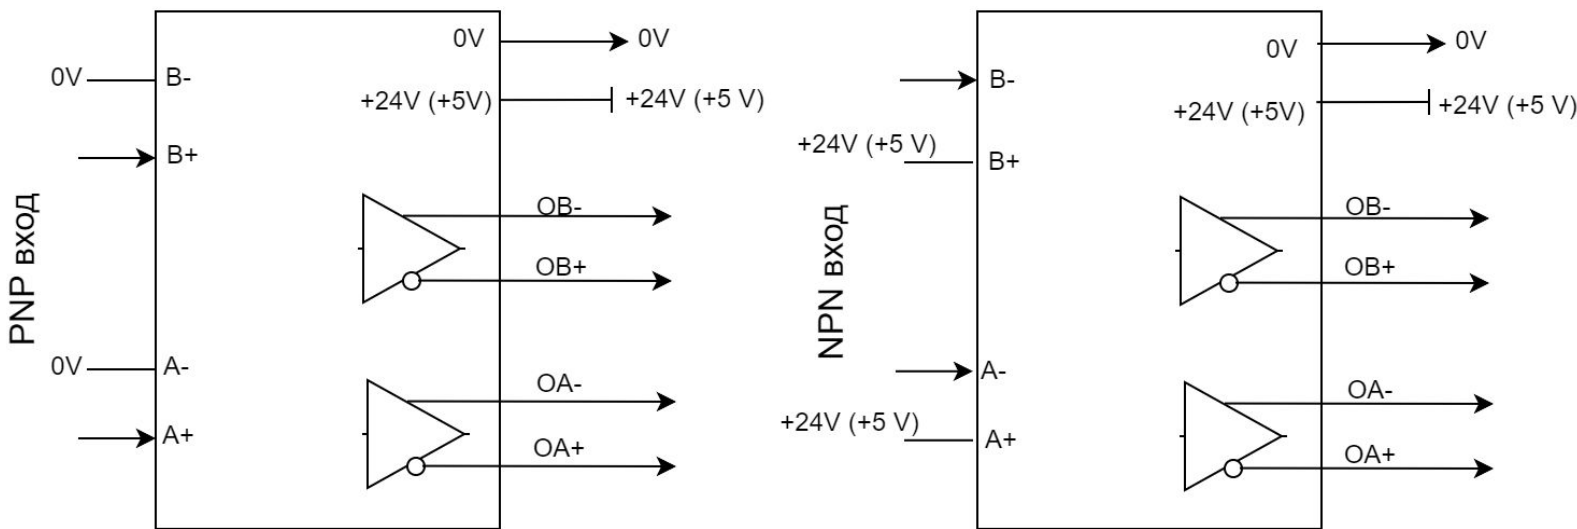 PNP вход
0V
B-
B+
0V
A-
A+
0V
0V
+24V (+5V)
+24V (+5 V)
OB-
OB+
OA-
OA+
NPN вход
B-
+24V (+5 V)
B+
A-
+24V (+5 V)
A+
0V
0V
+24V (+5V)
+24V (+5 V)
OB-
OB+
OA-
OA+